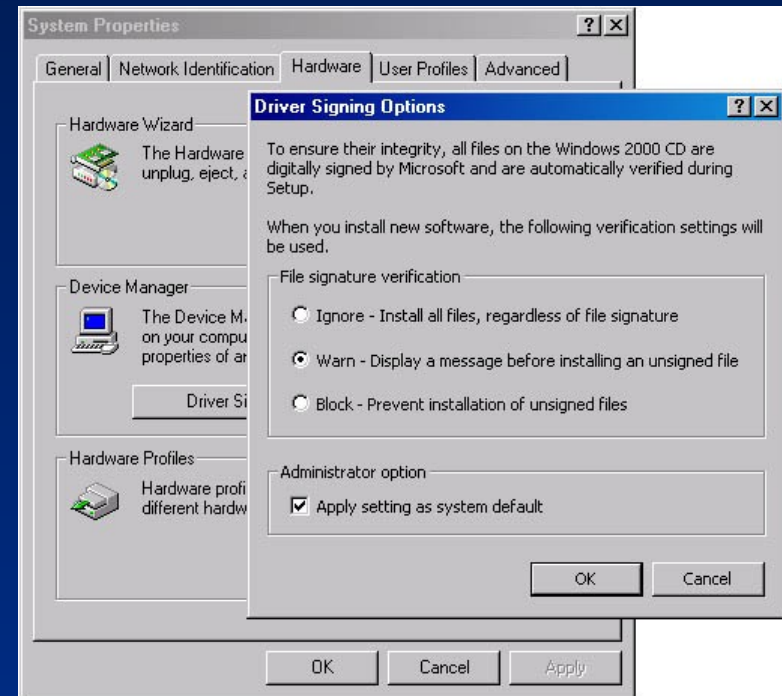 System Properties
General
Network Identification
Hardware
User Profiles
Advanced
Hardware Wizard
The Hardware
unplug, eject,
Device Manager
The Device
on your
properties of
Driver
Hardware Profiles
Hardware
different
OK
Cancel
Apply
Driver Signing Options
To ensure their integrity, all files on the Windows 2000 CD are
digitally signed by Microsoft and are automatically verified during
Setup.
When you install new software, the following verification settings will
be used.
File signature verification
Ignore - Install all files, regardless of file signature
Warn - Display a message before installing an unsigned file
Block - Prevent installation of unsigned files
Administrator option
Apply setting as system default
OK
Cancel